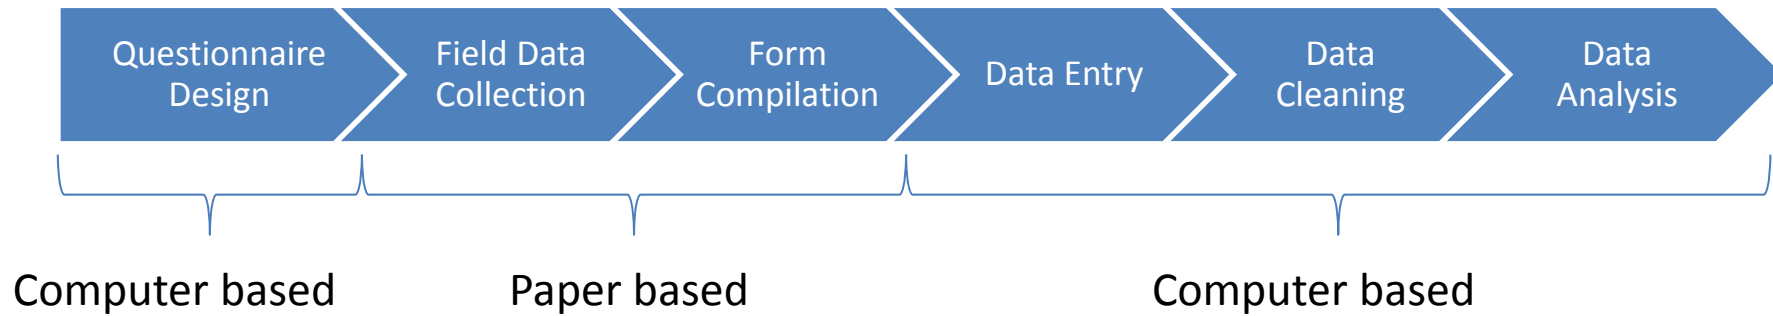 Questionnaire
Design
Field Data
Collection
Form
Compilation
Data Entry
Data
Cleaning
Data
Analysis
Computer based
Paper based
Computer based